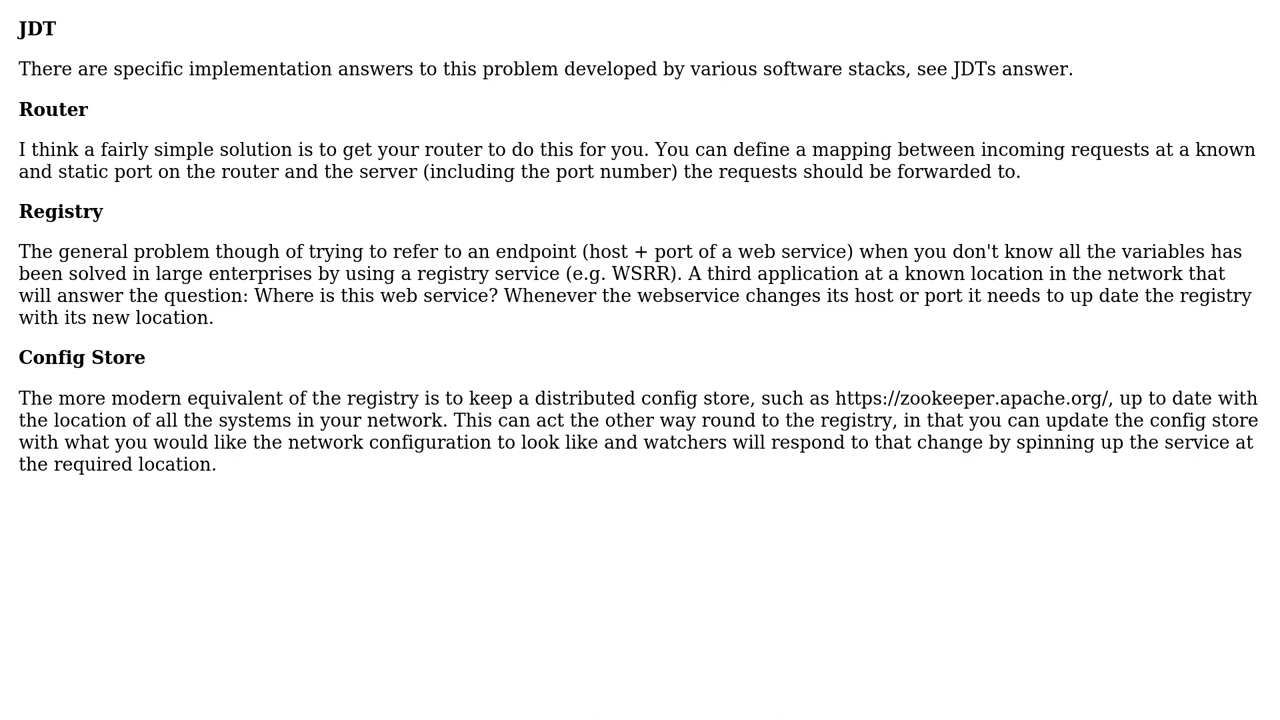 JDT
There are specific implementation answers to this problem developed by various software stacks, see JDTs answer.
Router
I think a fairly simple solution is to get your router to do this for you. You can define a mapping between incoming requests at a known
and static port on the router and the server (including the port number) the requests should be forwarded to.
Registry
The general problem though of trying to refer to an endpoint (host + port of a web service) when you don't know all the variables has
been solved in large enterprises by using a registry service (e.g. WSRR). A third application at a known location in the network that
will answer the question: Where is this web service? Whenever the webservice changes its host or port it needs to up date the registry
with its new location.
Config Store
The more modern equivalent of the registry is to keep a distributed config store, such as https://zookeeper.apache.org/, up to date with
the location of all the systems in your network. This can act the other way round to the registry, in that you can update the config store
with what you would like the network configuration to look like and watchers will respond to that change by spinning up the service at
the required location.